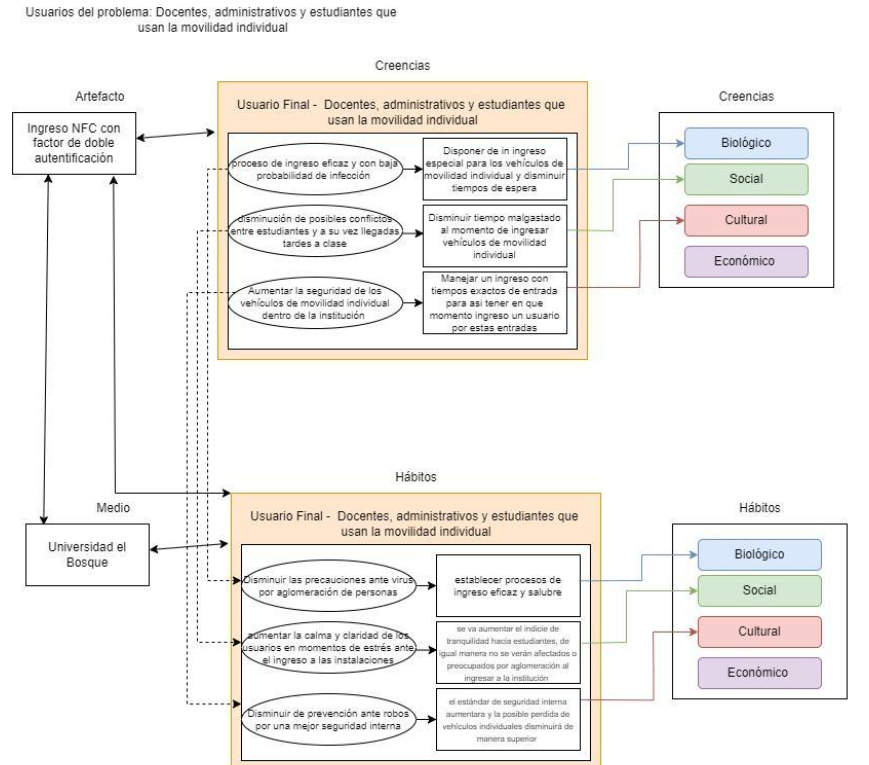 Usuarios del problema: Docentes, administrativos y estudiantes que
usan la movilidad individual
Creencias
Artefacto
Ingreso NFC con
factor de doble
autentificación
Usuario Final - Docentes, administrativos y estudiantes que
usan la movilidad individual
proceso de ingreso eficaz y con baja
probabilidad de infección
Disponer de in ingreso
especial para los vehículos de
movilidad individual y disminuir
tiempos de espera
disminución de posibles conflictos
entre estudiantes y a su vez llegadas
tardes a clase
Disminuir tiempo malgastado
al momento de ingresar
vehículos de movilidad
individual
Aumentar la seguridad de los
vehículos de movilidad individual
dentro de la institución
Manejar un ingreso con
tiempos exactos de entrada
para asi tener en que
momento ingreso un usuario
por estas entradas
Creencias
Biológico
Social
Cultural
Económico
Hábitos
Medio
Universidad el
Bosque
Usuario Final - Docentes, administrativos y estudiantes que
usan la movilidad individual
Disminuir las precauciones ante virus
por aglomeración de personas
establecer procesos de
ingreso eficaz y salubre
aumentar la calma y claridad de los
usuarios en momentos de estrés ante
el ingreso a las instalaciones
se va aumentar el indicie de
tranquilidad hacia estudiantes, de
igual manera no se verán afectados o
preocupados por aglomeración al
ingresar a la institución
Disminuir de prevención ante robos
por una mejor seguridad interna
el estándar de seguridad interna
aumentara y la posible perdida de
vehículos individuales disminuirá de
manera superior
Hábitos
Biológico
Social
Cultural
Económico